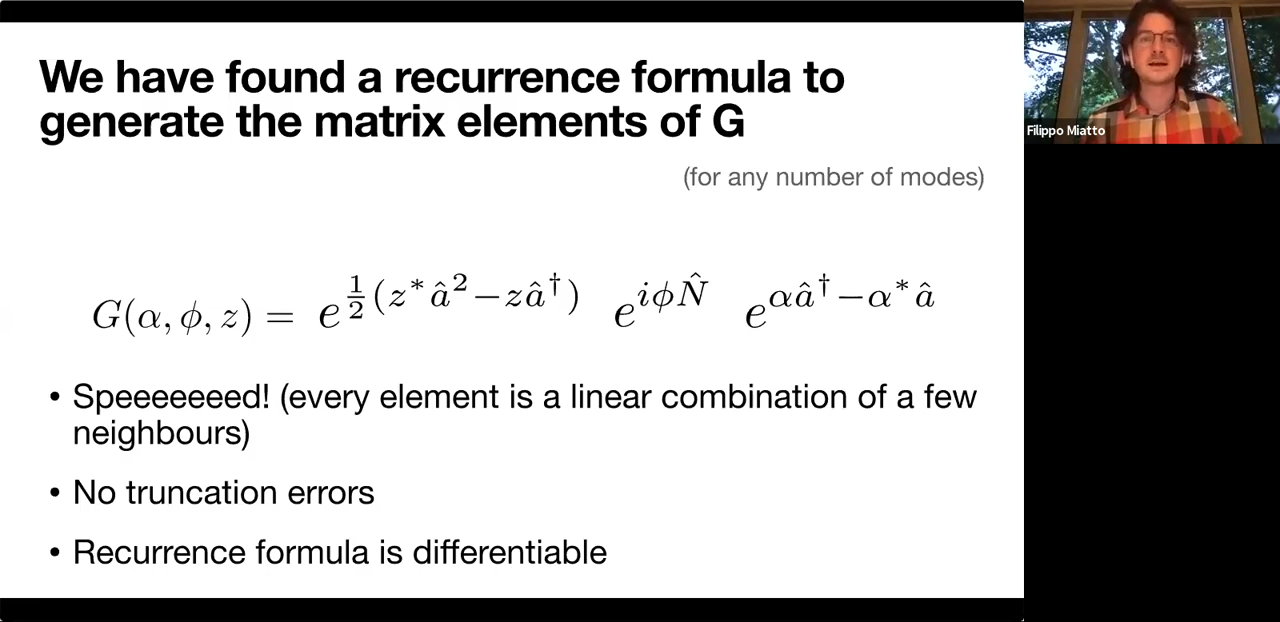 We have found a recurrence formula to
generate the matrix elements of G
(for any number of modes)
G(α, ϕ, z) = e^{\frac{1}{2}(z^*â^2−zâ^†)} e^{iϕN̂} e^{αâ^†−α^*â}
• Speeeeeeed! (every element is a linear combination of a few
neighbours)
• No truncation errors
• Recurrence formula is differentiable
Filippo Miatto